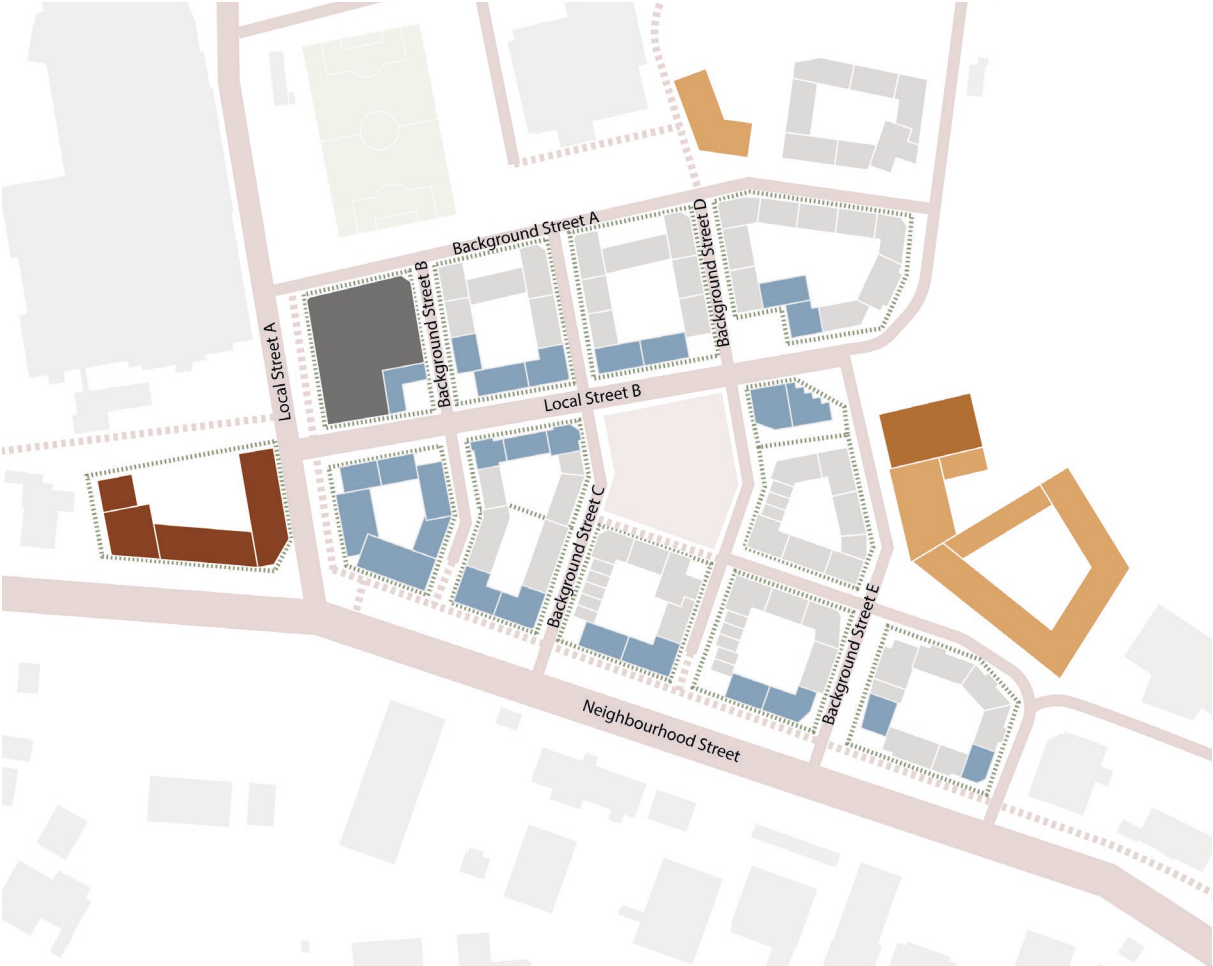 Background Street A
Background Street D
Background Street B
Local Street A
Local Street B
Background Street C
Background Street E
Neighbourhood Street